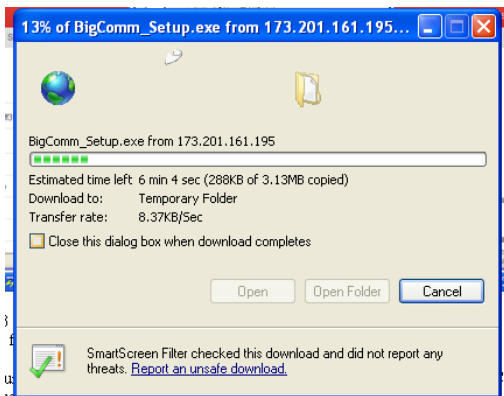 13% of BigComm_Setup.exe from 173.201.161.195...
BigComm_Setup.exe from 173.201.161.195
Estimated time left 6 min 4 sec (288KB of 3.13MB copied)
Download to: Temporary Folder
Transfer rate: 8.37KB/Sec
Close this dialog box when download completes
Open Open Folder Cancel
SmartScreen Filter checked this download and did not report any
threats. Report an unsafe download.